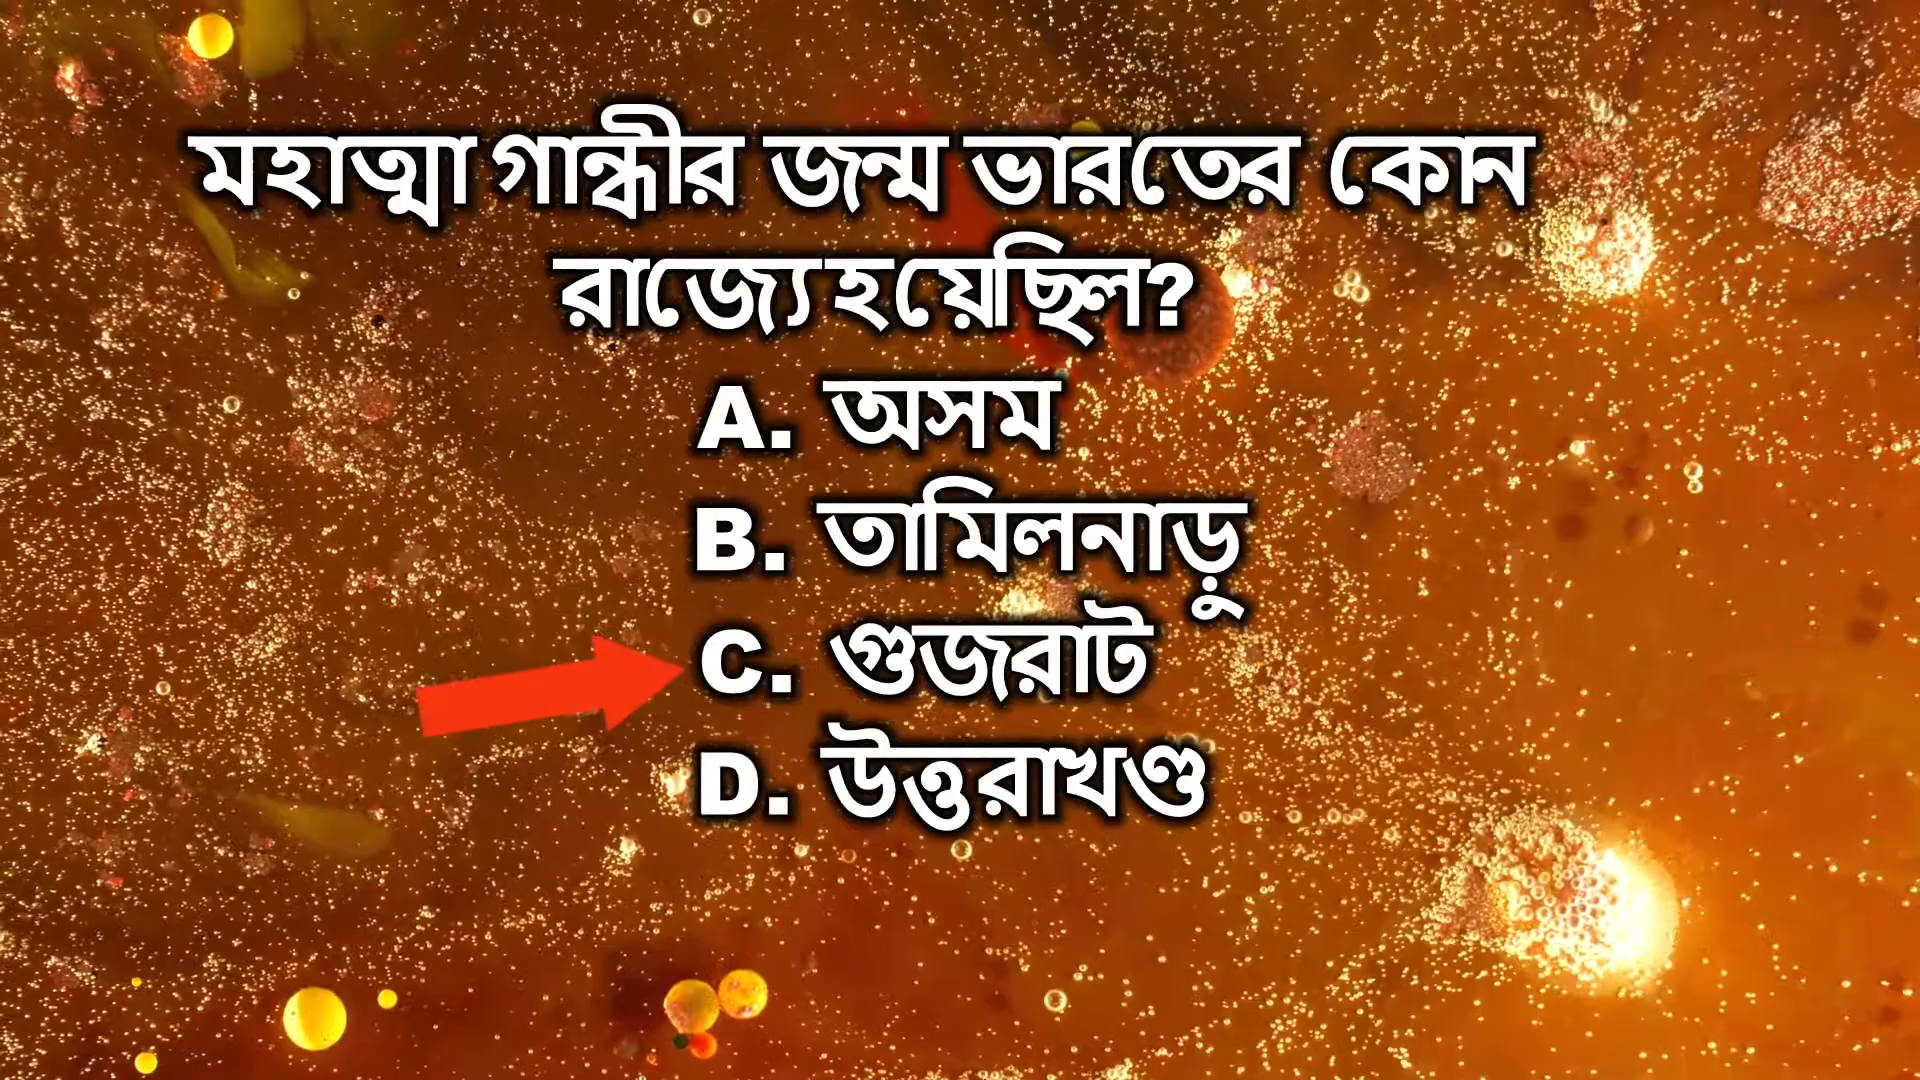 মহাত্মা গান্ধীর জন্ম ভারতের কোন
রাজ্যে হয়েছিল?
A. অসম
B. তামিলনাড়ু
C. গুজরাট
D. উত্তরাখণ্ড